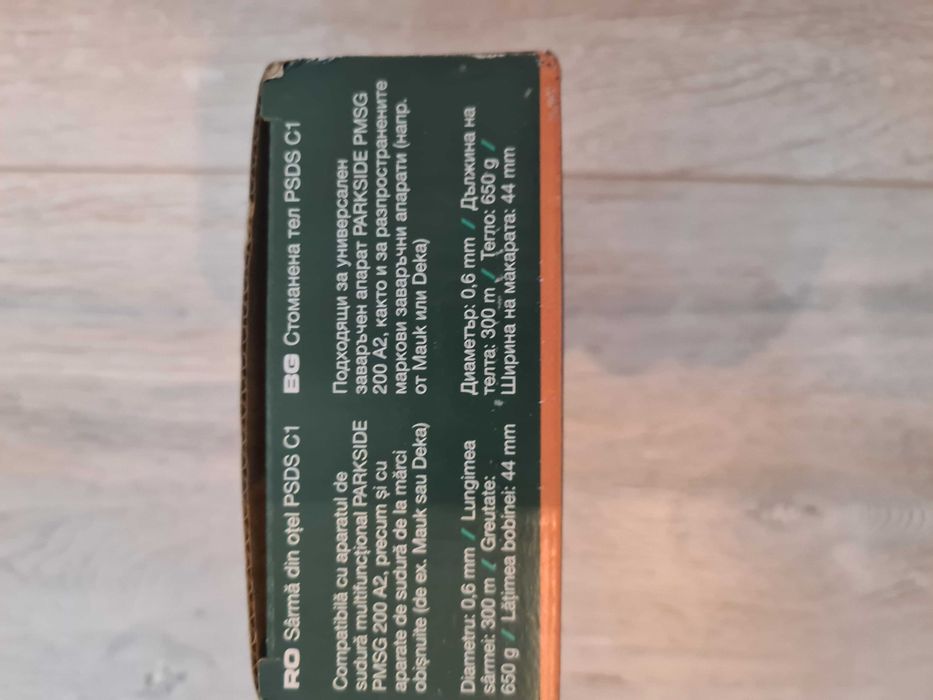 RO Sârmă din oțel PSDS C1
Compatibilă cu aparatul de
sudură multifuncțional PARKSIDE
PMSG 200 A2, precum și cu
aparate de sudură de la mărci
obișnuite (de ex. Mauk sau Deka)
Diametru: 0,6 mm / Lungimea
sârmei: 300 m / Greutate:
650 g / Lățimea bobinei: 44 mm
BG Стоманена тел PSDS C1
Подходящи за универсален
заваръчен апарат PARKSIDE PMSG
200 A2, както и за разпространените
маркови заваръчни апарати (напр.
от Mauk или Deka)
Диаметър: 0,6 mm / Дължина на
телта: 300 m / Тегло: 650 g /
Ширина на макарата: 44 mm